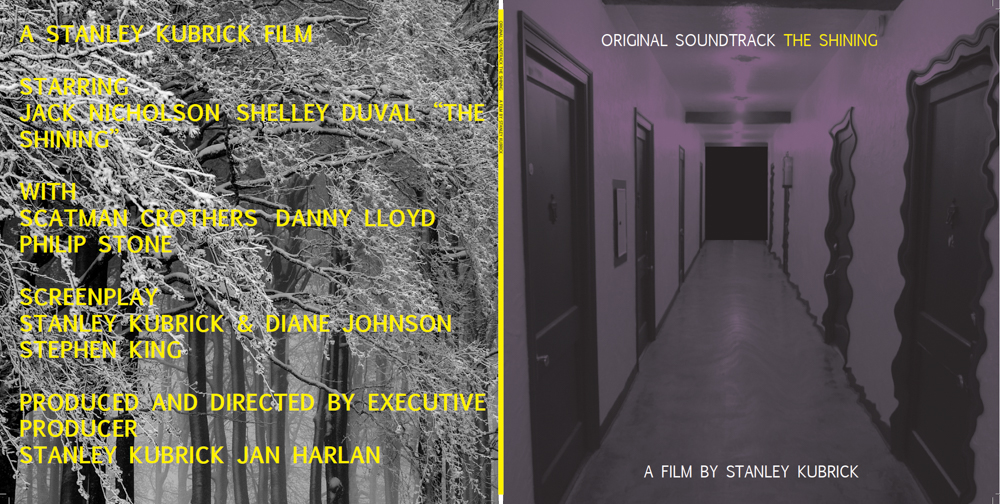 A STANLEY KUBRICK FILM
STARRING
JACK NICHOLSON SHELLEY DUVAL “THE
SHINING”
WITH
SCATMAN CROTHERS DANNY LLOYD
PHILIP STONE
SCREENPLAY
STANLEY KUBRICK & DIANE JOHNSON
STEPHEN KING
PRODUCED AND DIRECTED BY EXECUTIVE
PRODUCER
STANLEY KUBRICK JAN HARLAN
ORIGINAL SOUNDTRACK THE SHINING
A FILM BY STANLEY KUBRICK